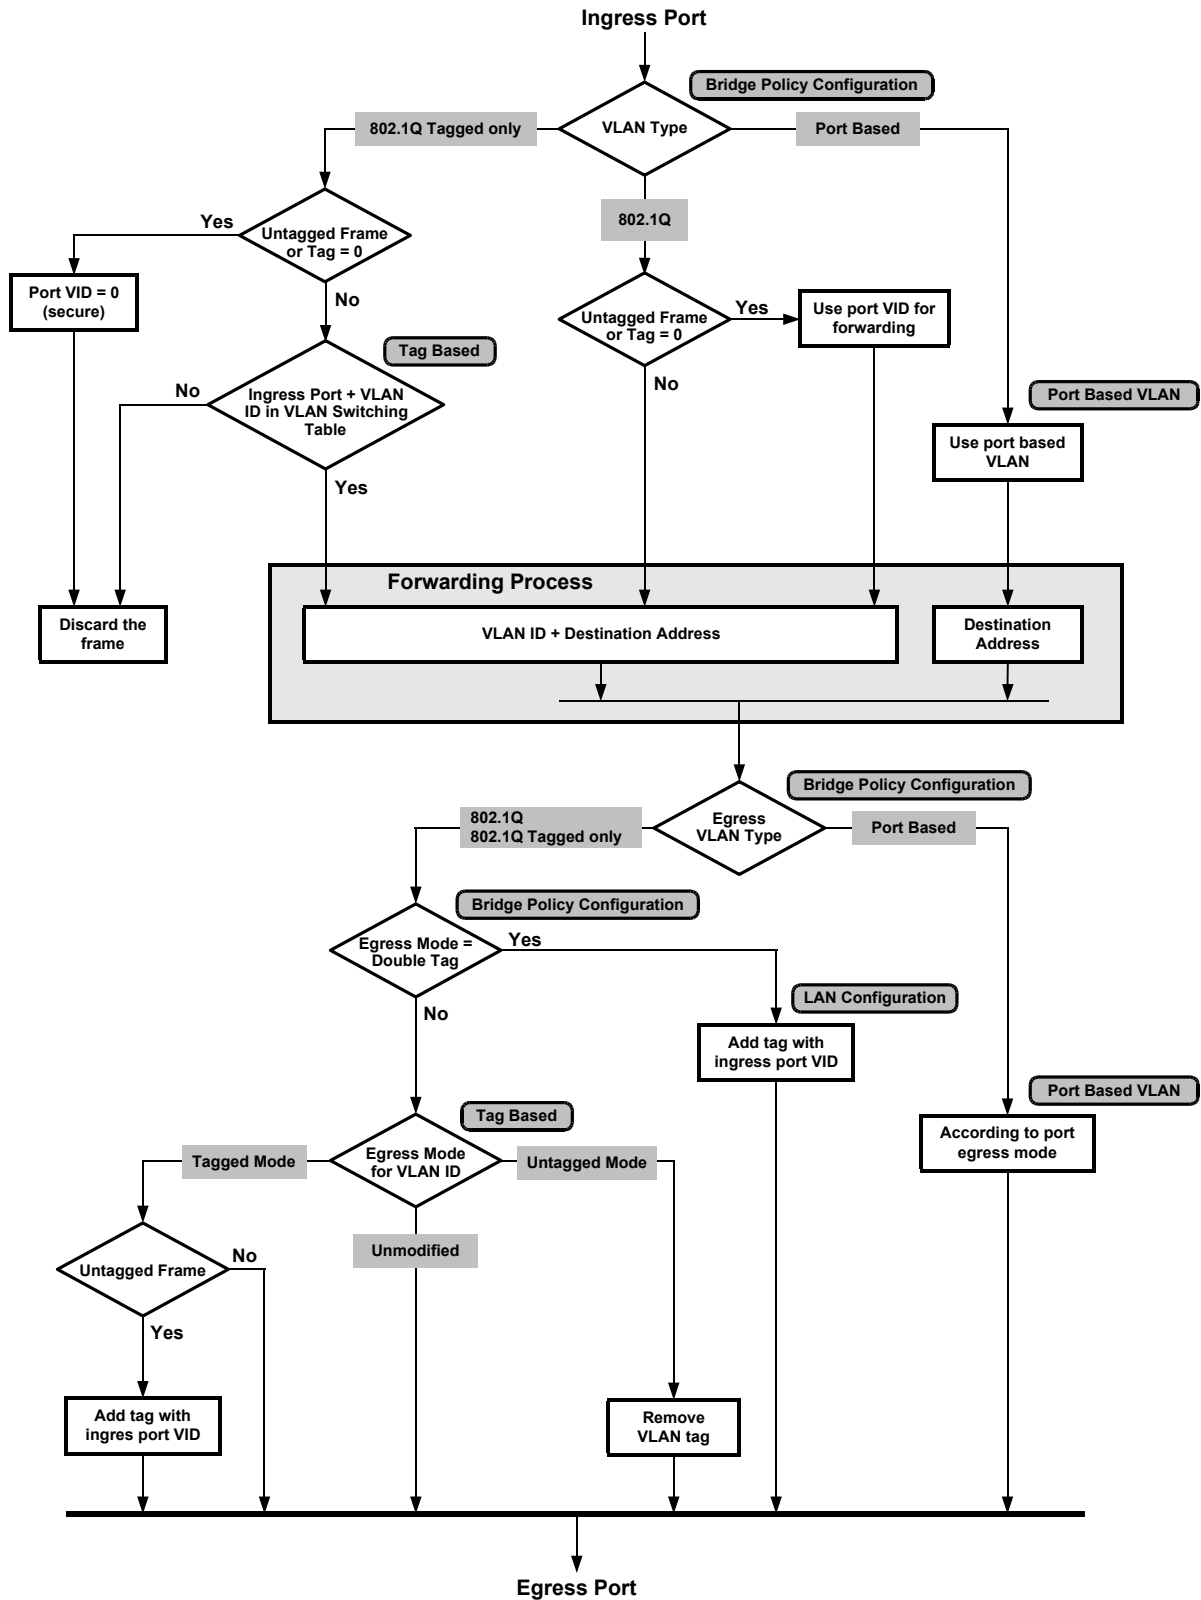 Ingress Port
Bridge Policy Configuration
802.1Q Tagged only
VLAN Type
Port Based
802.1Q
Yes
Untagged Frame
or Tag = 0
Port VID = 0
(secure)
No
Untagged Frame
or Tag = 0
Yes
Use port VID for
forwarding
Tag Based
No
No
Ingress Port + VLAN
ID in VLAN Switching
Table
Port Based VLAN
Use port based
VLAN
Yes
Forwarding Process
Discard the
frame
VLAN ID + Destination Address
Destination
Address
Bridge Policy Configuration
802.1Q
802.1Q Tagged only
Egress
VLAN Type
Port Based
Bridge Policy Configuration
Egress Mode =
Double Tag
Yes
LAN Configuration
No
Add tag with
ingress port VID
Port Based VLAN
Tag Based
According to port
egress mode
Tagged Mode
Egress Mode
for VLAN ID
Untagged Mode
Unmodified
No
Untagged Frame
Yes
Add tag with
ingres port VID
Remove
VLAN tag
Egress Port